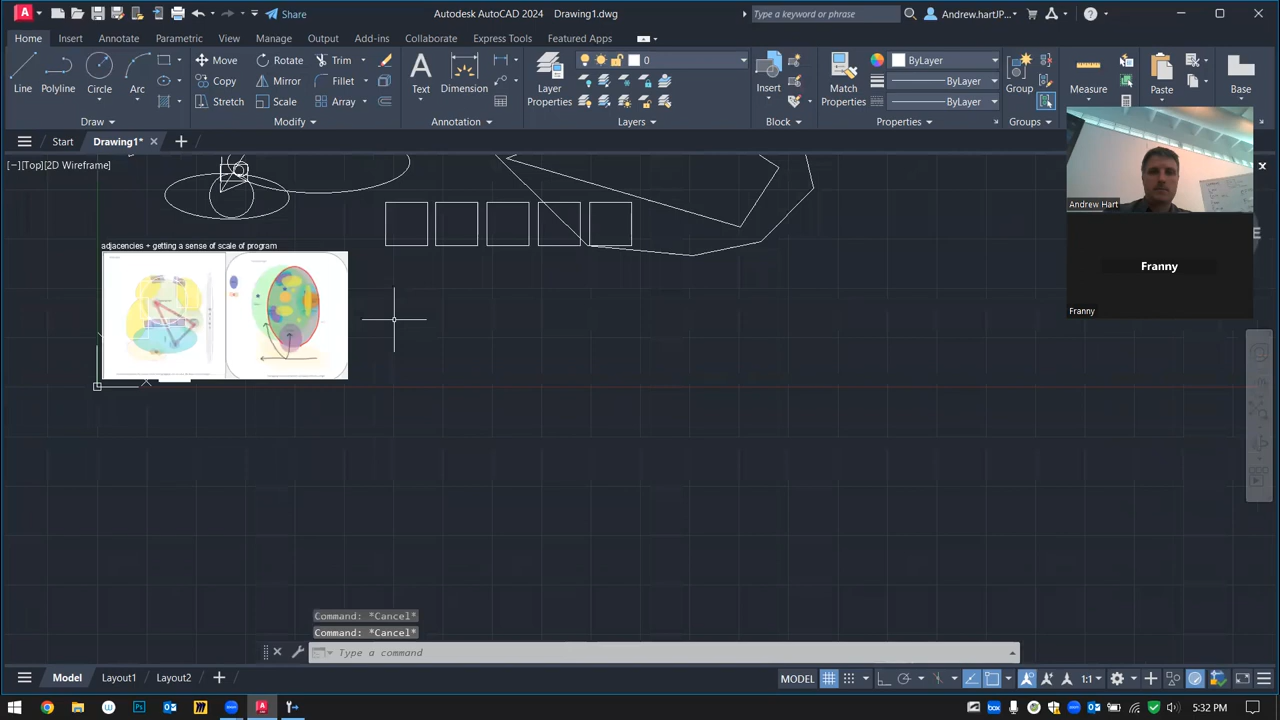 Share
Autodesk AutoCAD 2024 Drawing1.dwg
Type a keyword or phrase
Andrew.hartJP...
Home Insert Annotate Parametric View Manage Output Add-ins Collaborate Express Tools Featured Apps
Line Polyline Circle Arc
Move Rotate Trim
Copy Mirror Fillet
Stretch Scale Array
Text Dimension
Layer Properties
0
Insert
Match Properties
ByLayer
ByLayer
ByLayer
Group
Measure
Paste
Base
Draw Modify Annotation Layers Block Properties Groups
Start Drawing1*
[−][Top][2D Wireframe]
Andrew Hart
Franny
Franny
adjacencies + getting a sense of scale of program
Command: *Cancel*
Command: *Cancel*
Type a command
Model Layout1 Layout2
MODEL 1:1
5:32 PM